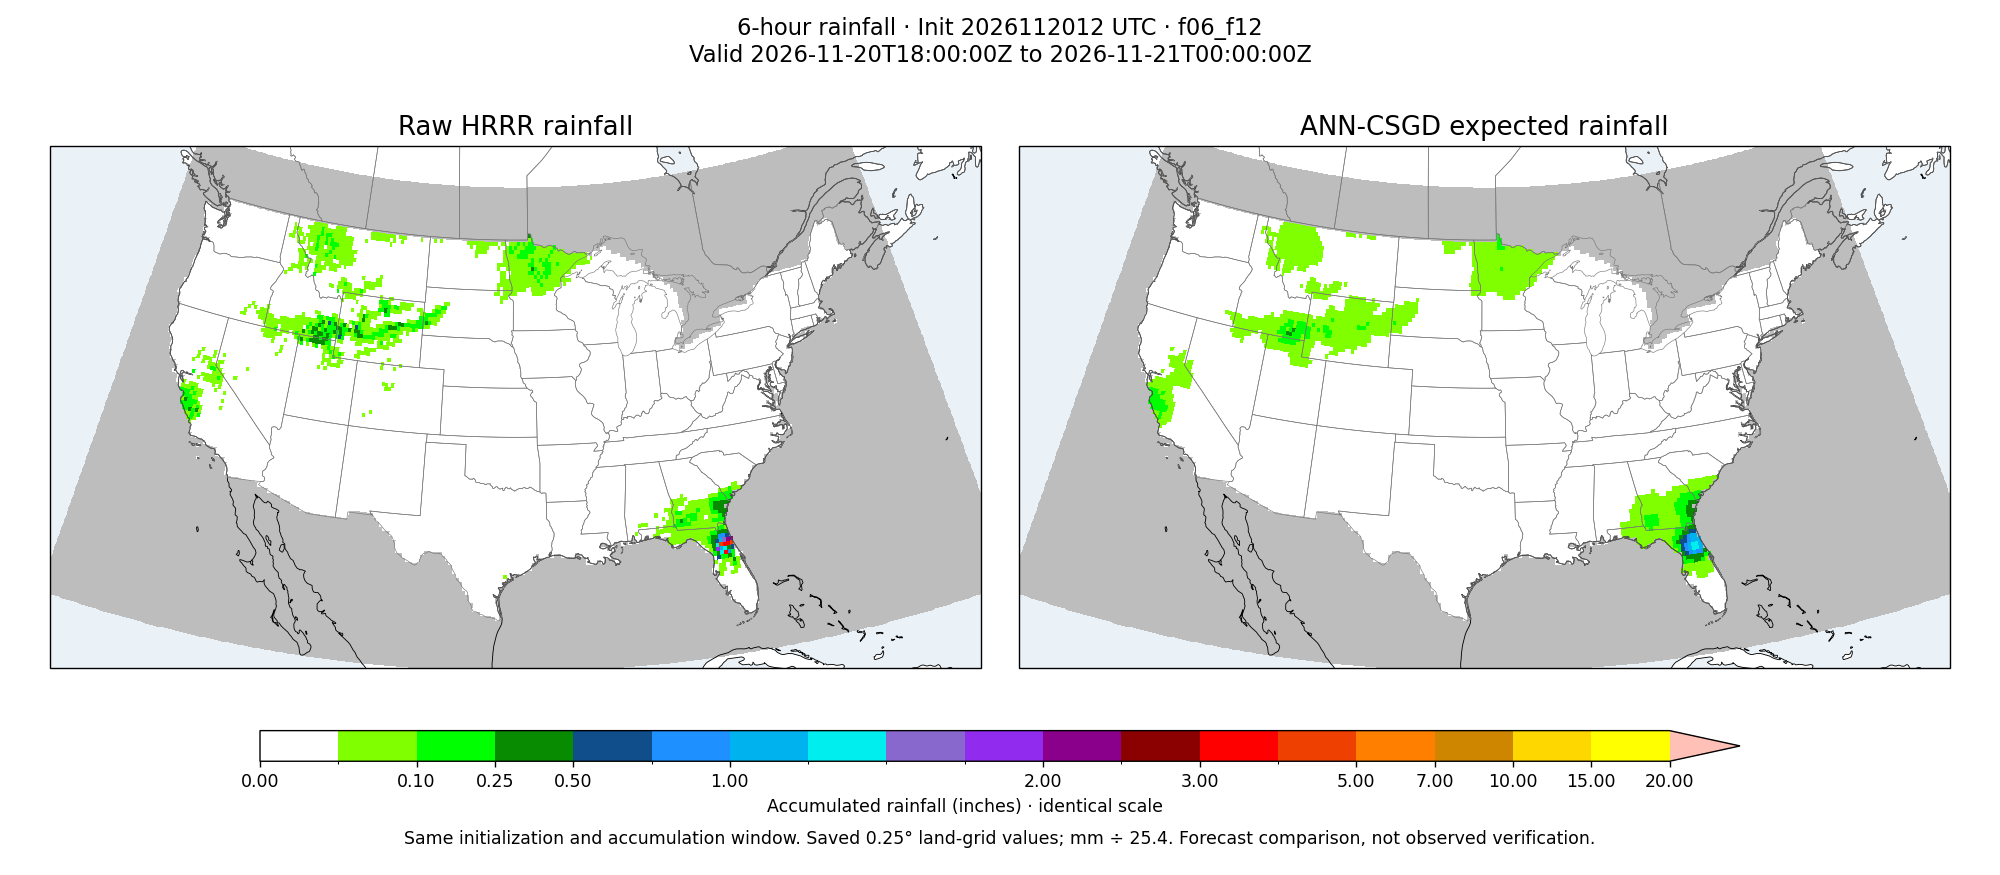 6-hour rainfall · Init 2026112012 UTC · f06_f12
Valid 2026-11-20T18:00:00Z to 2026-11-21T00:00:00Z
Raw HRRR rainfall
ANN-CSGD expected rainfall
0.00 0.10 0.25 0.50 1.00 2.00 3.00 5.00 7.00 10.00 15.00 20.00
Accumulated rainfall (inches) · identical scale
Same initialization and accumulation window. Saved 0.25° land-grid values; mm ÷ 25.4. Forecast comparison, not observed verification.